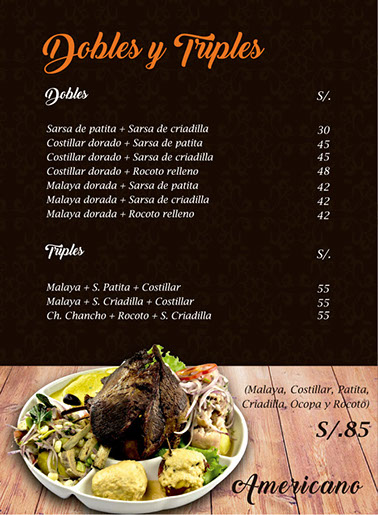 Dobles y Triples
Dobles S/.
Sarsa de patita + Sarsa de criadilla 30
Costillar dorado + Sarsa de patita 45
Costillar dorado + Sarsa de criadilla 45
Costillar dorado + Rocoto relleno 48
Malaya dorada + Sarsa de patita 42
Malaya dorada + Sarsa de criadilla 42
Malaya dorada + Rocoto relleno 42
Triples S/.
Malaya + S. Patita + Costillar 55
Malaya + S. Criadilla + Costillar 55
Ch. Chancho + Rocoto + S. Criadilla 55
(Malaya, Costillar, Patita,
Criadilla, Ocopa y Rocoto)
S/.85
Americano